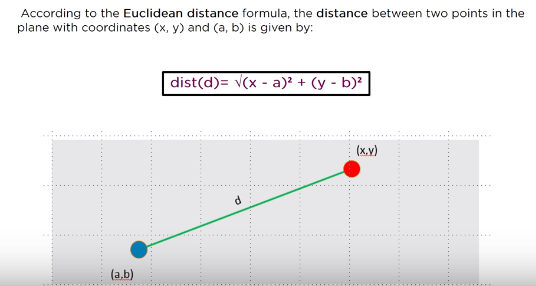 According to the Euclidean distance formula, the distance between two points in the
plane with coordinates (x, y) and (a, b) is given by:
dist(d)= √(x - a)² + (y - b)²
(x,y)
d
(a,b)